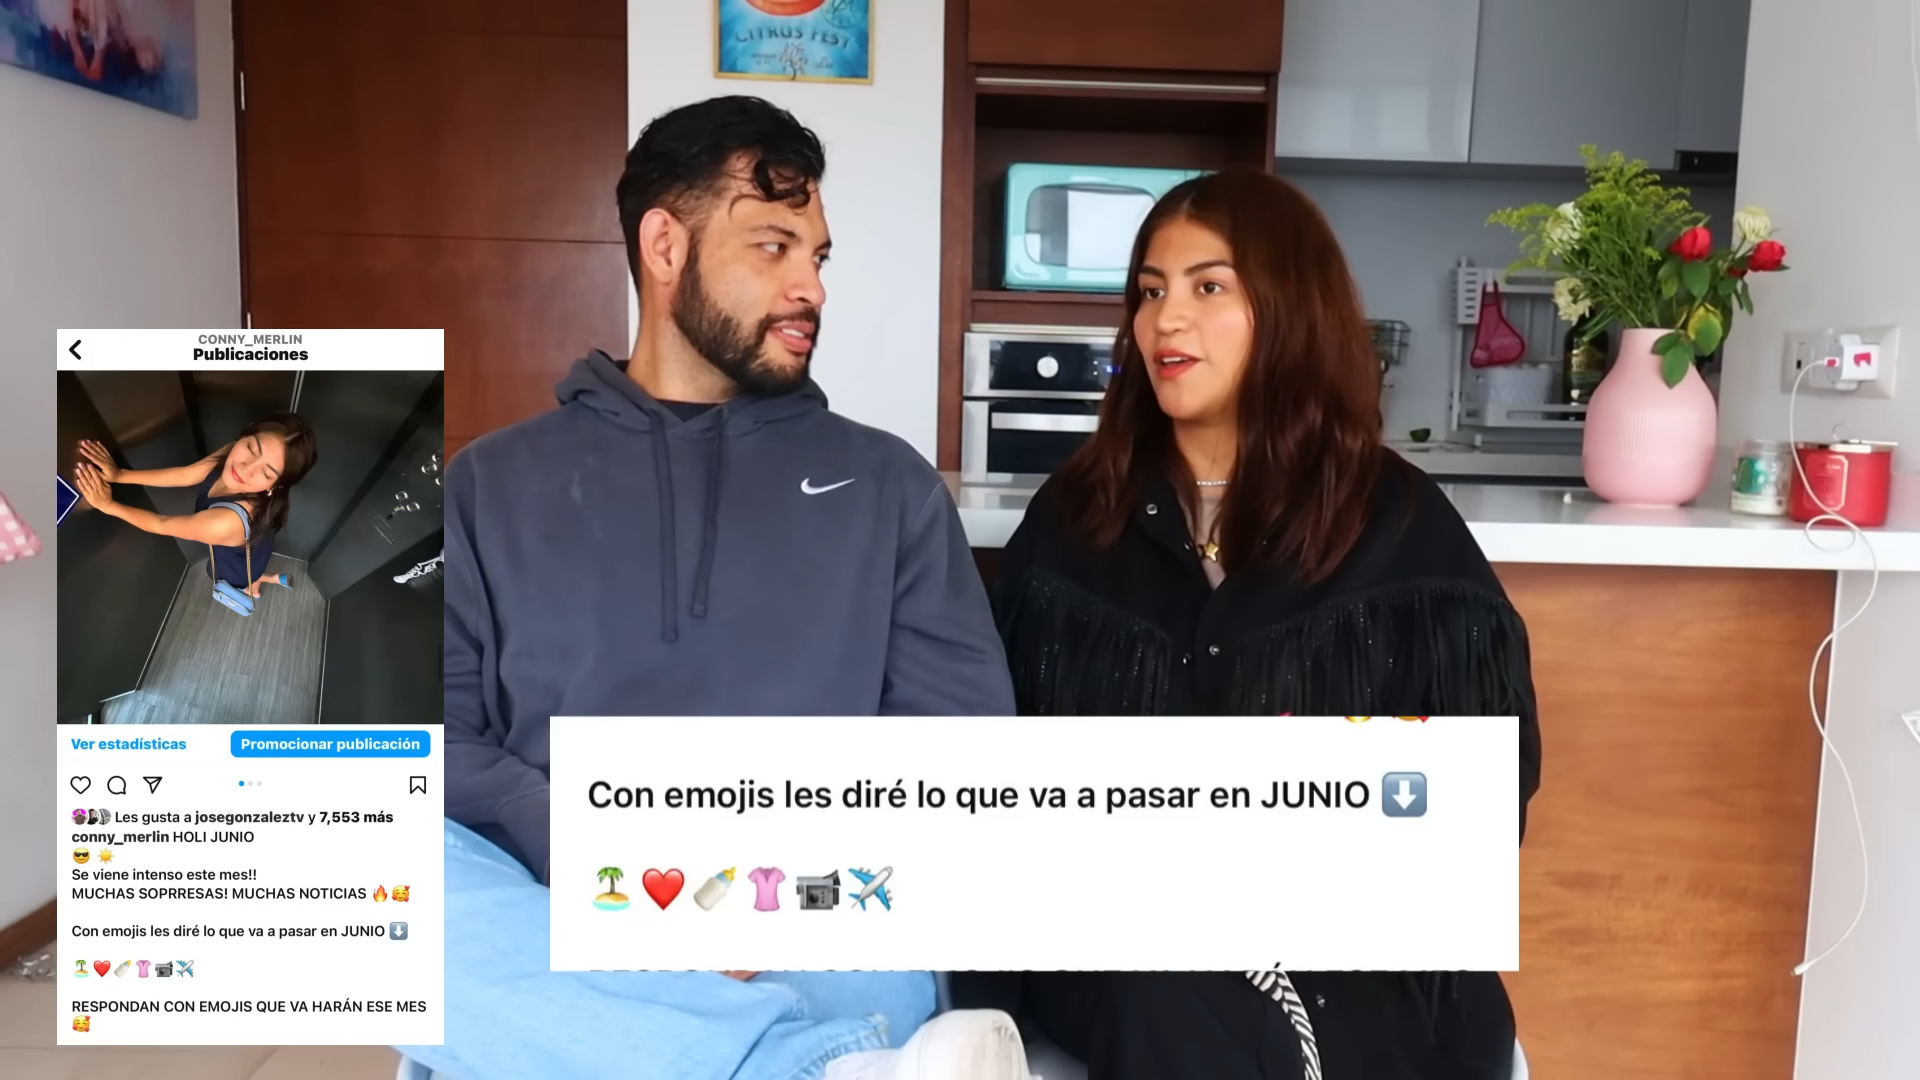 CITRUS FEST
CONNY_MERLIN
Publicaciones
Ver estadísticas
Promocionar publicación
Les gusta a josegonzaleztv y 7,553 más
conny_merlin HOLI JUNIO
😎 ☀️
Se viene intenso este mes!!
MUCHAS SOPRRESAS! MUCHAS NOTICIAS 🔥🥰
Con emojis les diré lo que va a pasar en JUNIO ⬇️
🏝️❤️🍼👚📹✈️
RESPONDAN CON EMOJIS QUE VA HARÁN ESE MES
🥰
Con emojis les diré lo que va a pasar en JUNIO ⬇️
🏝️❤️🍼👚📹✈️